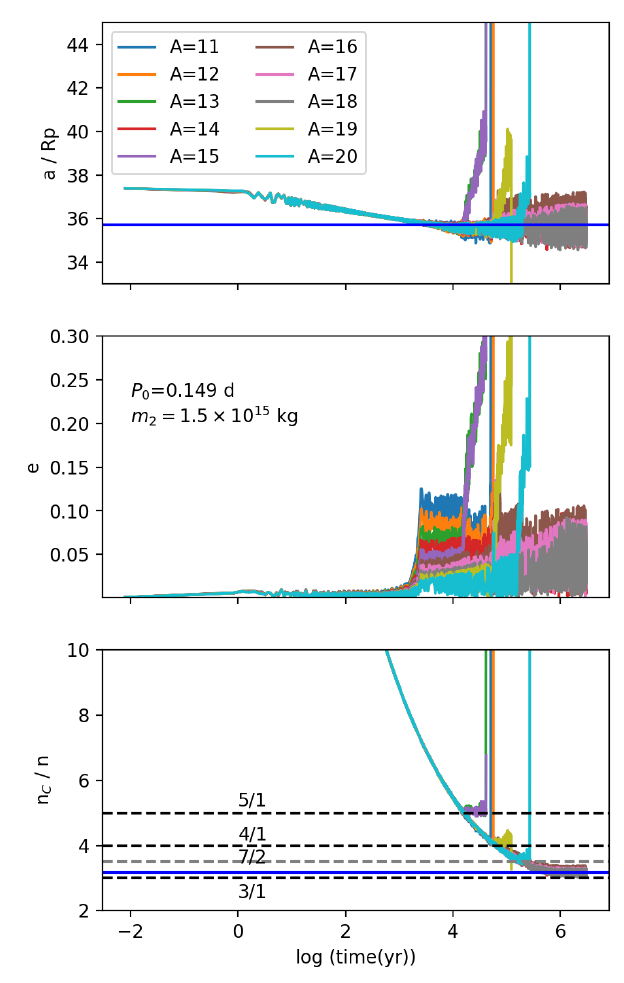 44
42
40
38
36
34
a / Rp
A=11
A=12
A=13
A=14
A=15
A=16
A=17
A=18
A=19
A=20
0.30
0.25
0.20
0.15
0.10
0.05
e
P₀=0.149 d
m₂ = 1.5 × 10¹⁵ kg
10
8
6
4
2
n_C / n
5/1
4/1
7/2
3/1
−2
0
2
4
6
log (time(yr))